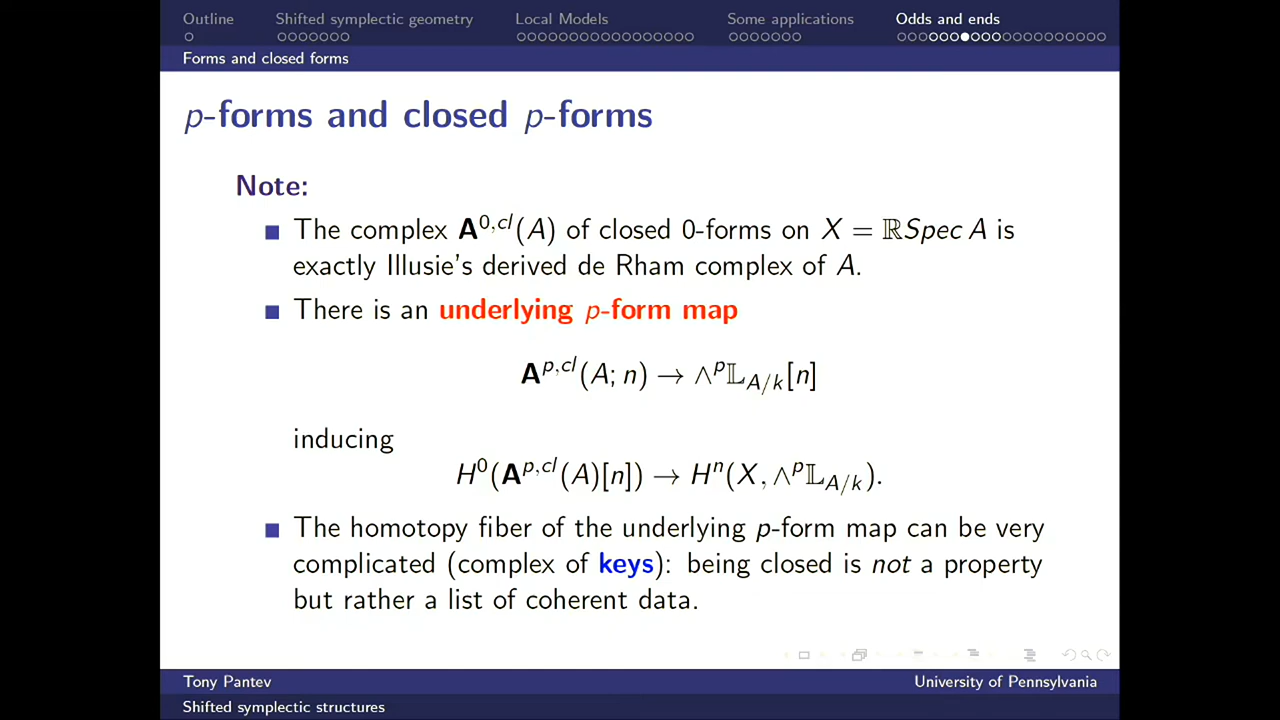 Outline Shifted symplectic geometry Local Models Some applications Odds and ends
Forms and closed forms
p-forms and closed p-forms
Note:
The complex A^{0,cl}(A) of closed 0-forms on X = ℝSpec A is
exactly Illusie's derived de Rham complex of A.
There is an underlying p-form map
A^{p,cl}(A; n) → ∧^p 𝕃_{A/k}[n]
inducing
H^0(A^{p,cl}(A)[n]) → H^n(X, ∧^p 𝕃_{A/k}).
The homotopy fiber of the underlying p-form map can be very
complicated (complex of keys): being closed is not a property
but rather a list of coherent data.
Tony Pantev University of Pennsylvania
Shifted symplectic structures